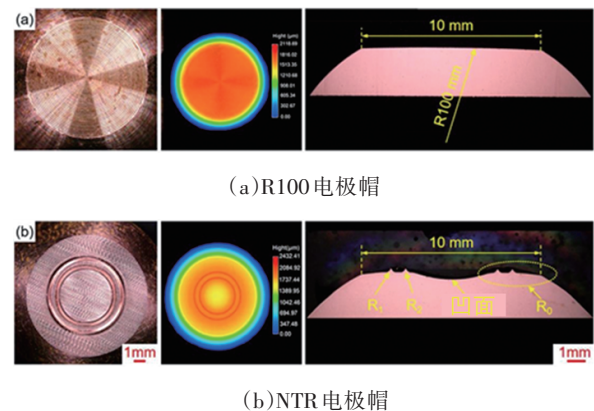 (a)
Hight (μm)
2118.69
1816.02
1513.35
1210.68
908.01
605.34
302.67
0.00
10 mm
R100 mm
(a)R100电极帽
(b)
1mm
Hight(μm)
2432.41
2084.92
1737.44
1389.95
1042.46
694.97
347.48
0.00
10 mm
R₁
R₂
凹面
R₀
1mm
(b)NTR电极帽